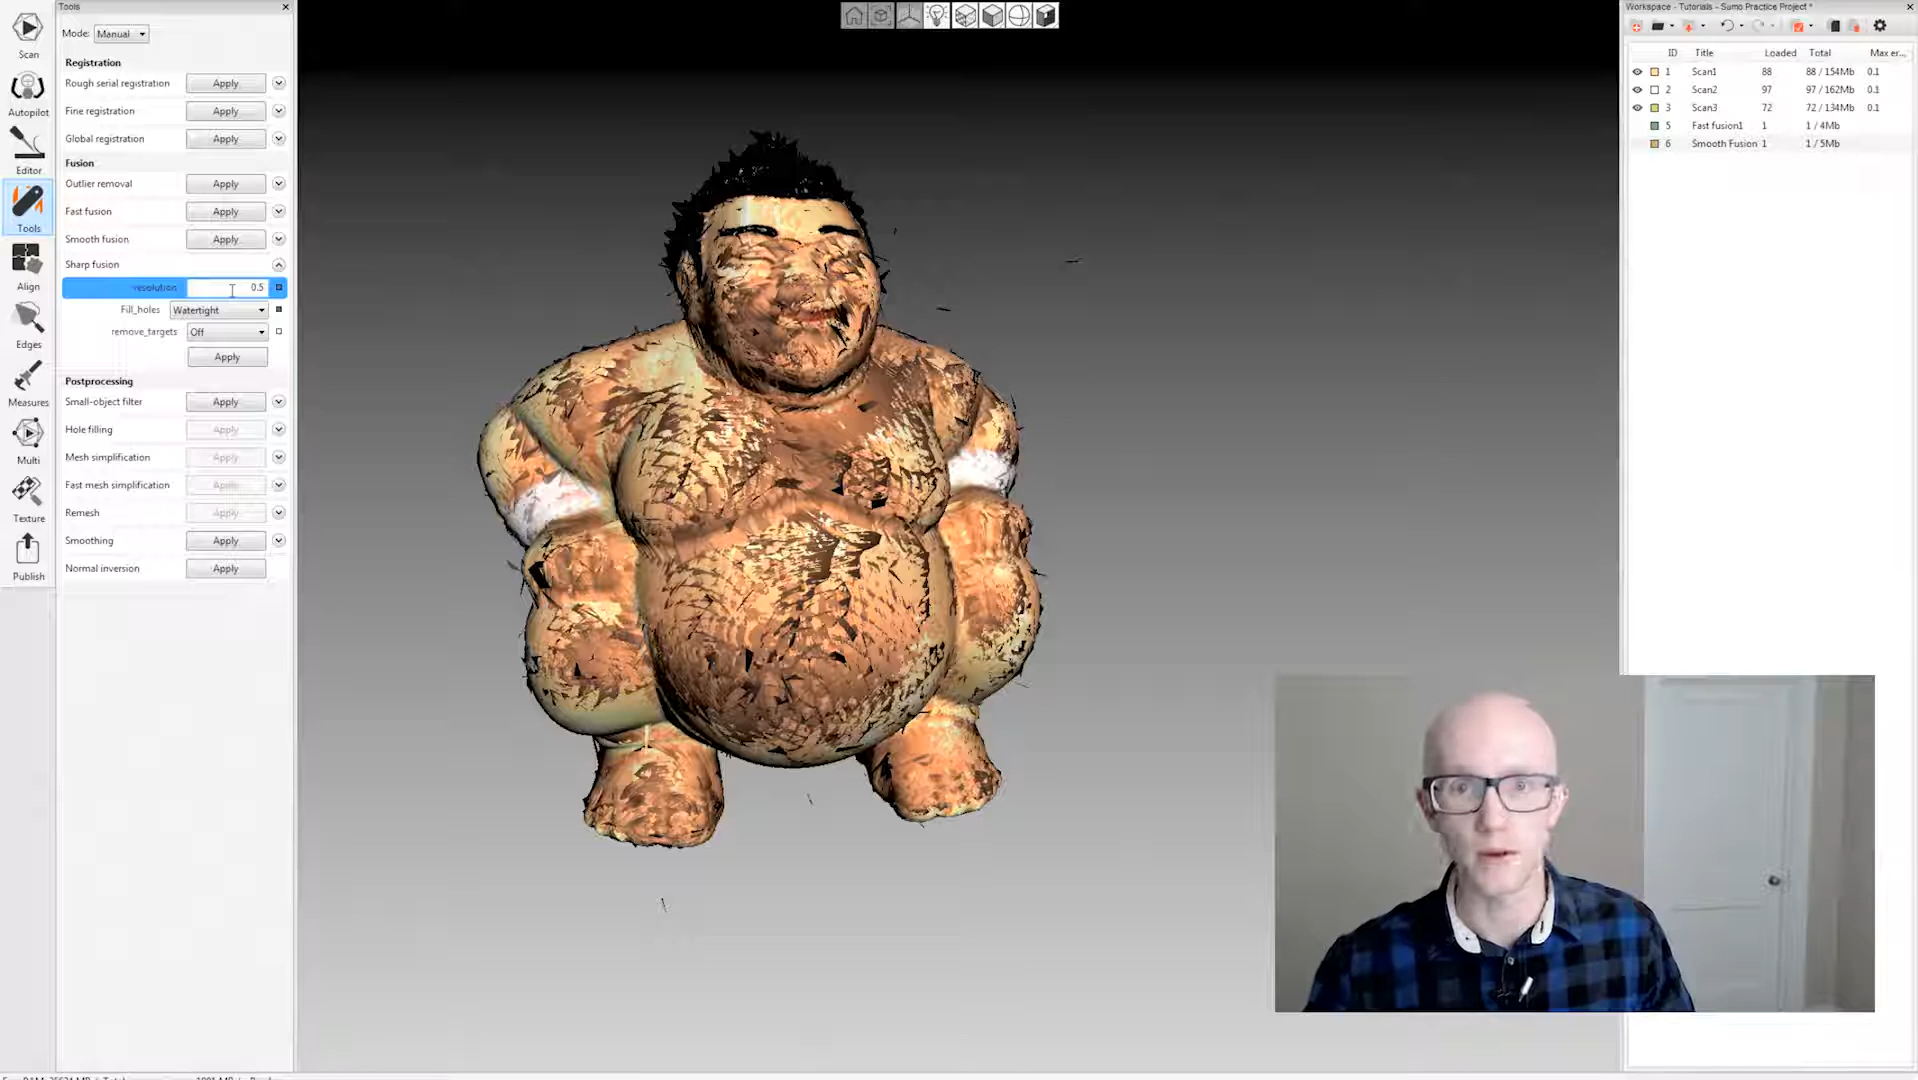 Tools
Mode: Manual
Registration
Rough serial registration Apply
Fine registration Apply
Global registration Apply
Fusion
Outlier removal Apply
Fast fusion Apply
Smooth fusion Apply
Sharp fusion
resolution 0.5
Fill_holes Watertight
remove_targets Off
Apply
Postprocessing
Small-object filter Apply
Hole filling Apply
Mesh simplification Apply
Fast mesh simplification Apply
Remesh Apply
Smoothing Apply
Normal inversion Apply
Scan
Autopilot
Editor
Tools
Align
Edges
Measures
Multi
Texture
Publish
Workspace - Tutorials - Sumo Practice Project *
ID Title Loaded Total Max er...
1 Scan1 88 88 / 154Mb 0.1
2 Scan2 97 97 / 162Mb 0.1
3 Scan3 72 72 / 134Mb 0.1
5 Fast fusion1 1 1 / 4Mb
6 Smooth Fusion 1 1 / 5Mb